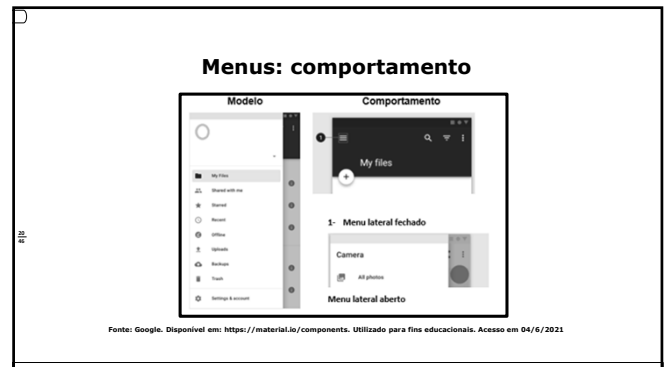 Menus: comportamento
Modelo
Comportamento
My Files
Shared with me
Starred
Recent
Offline
Uploads
Backups
Trash
Settings & account
1
My files
1- Menu lateral fechado
Camera
All photos
Menu lateral aberto
20
46
Fonte: Google. Disponível em: https://material.io/components. Utilizado para fins educacionais. Acesso em 04/6/2021